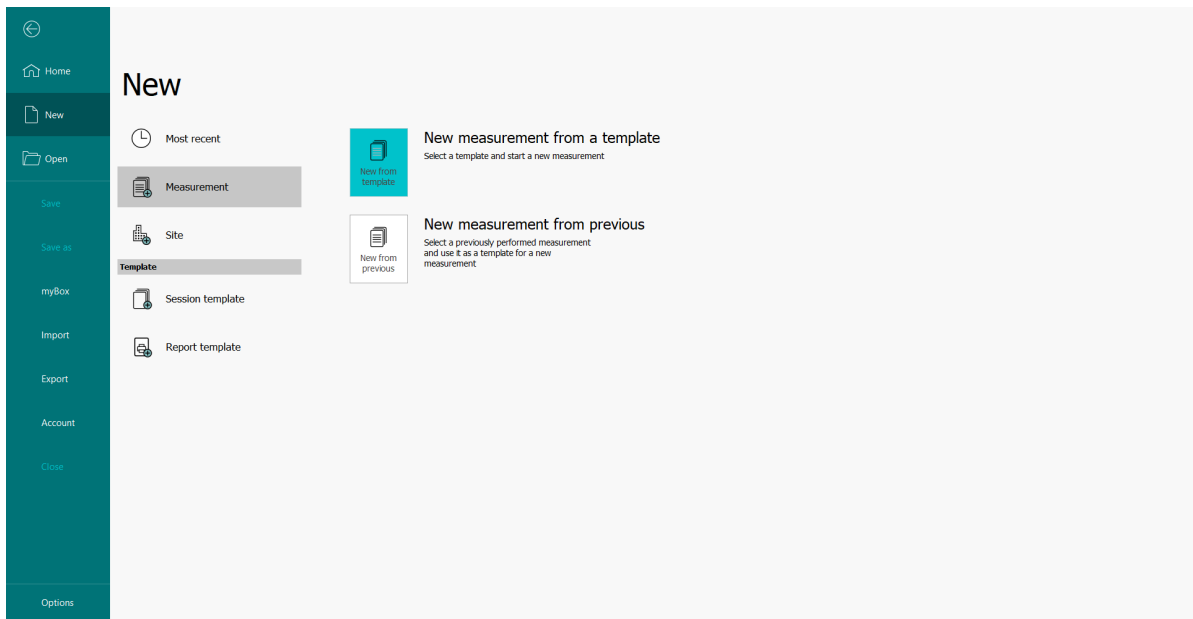 Home
New
Open
Save
Save as
myBox
Import
Export
Account
Close
Options
New
Most recent
Measurement
Site
Template
Session template
Report template
New from
template
New measurement from a template
Select a template and start a new measurement
New from
previous
New measurement from previous
Select a previously performed measurement
and use it as a template for a new
measurement